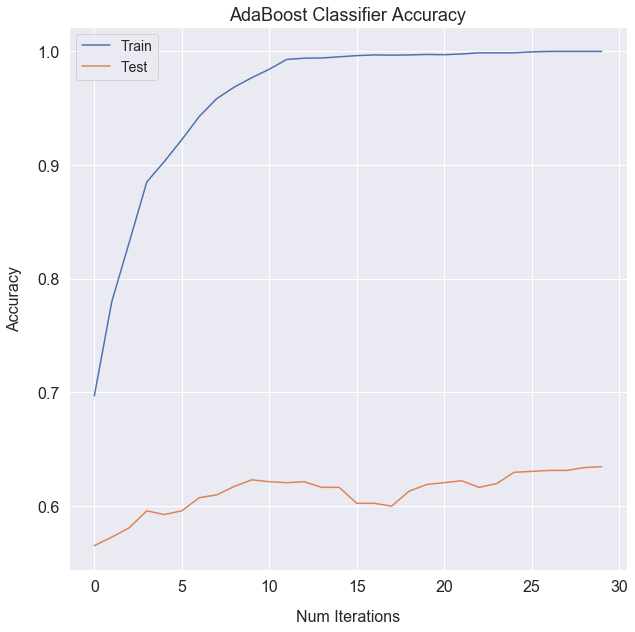 AdaBoost Classifier Accuracy
Train
Test
1.0
0.9
0.8
0.7
0.6
Accuracy
0 5 10 15 20 25 30
Num Iterations